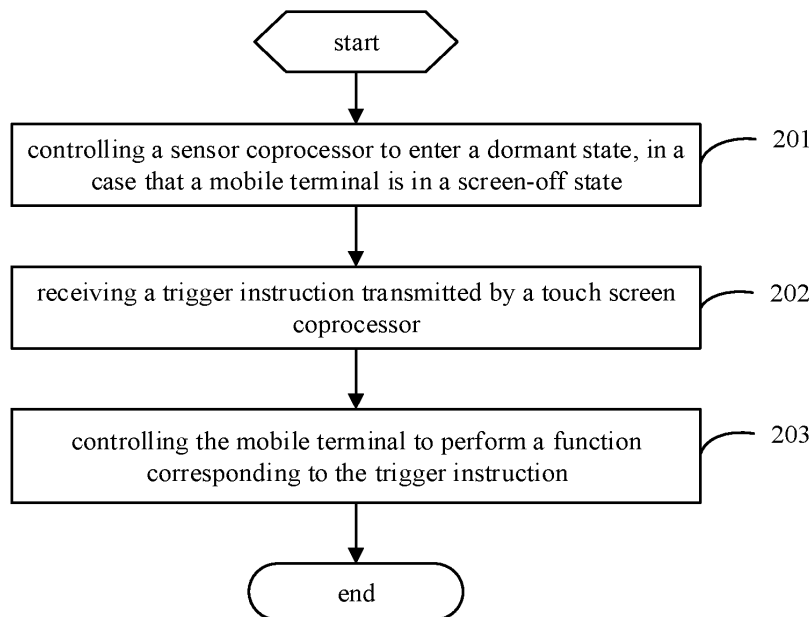 start
controlling a sensor coprocessor to enter a dormant state, in a
case that a mobile terminal is in a screen-off state
201
receiving a trigger instruction transmitted by a touch screen
coprocessor
202
controlling the mobile terminal to perform a function
corresponding to the trigger instruction
203
end